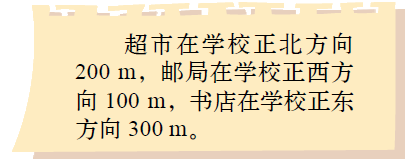 超市在学校正北方向
200 m，邮局在学校正西方
向 100 m，书店在学校正东
方向 300 m。